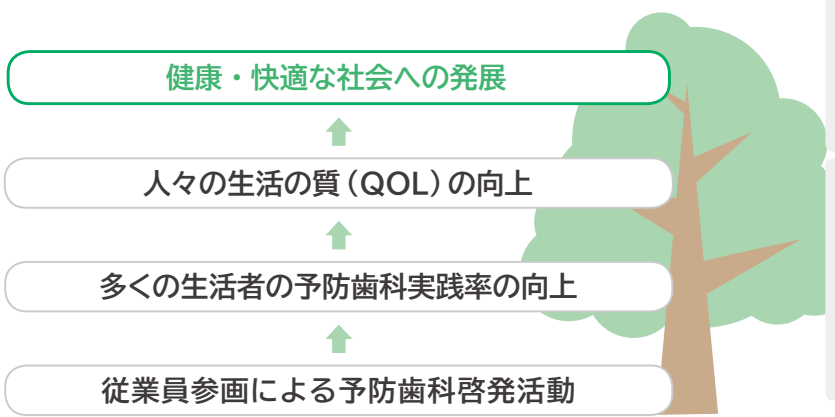 健康・快適な社会への発展
人々の生活の質（QOL）の向上
多くの生活者の予防歯科実践率の向上
従業員参画による予防歯科啓発活動